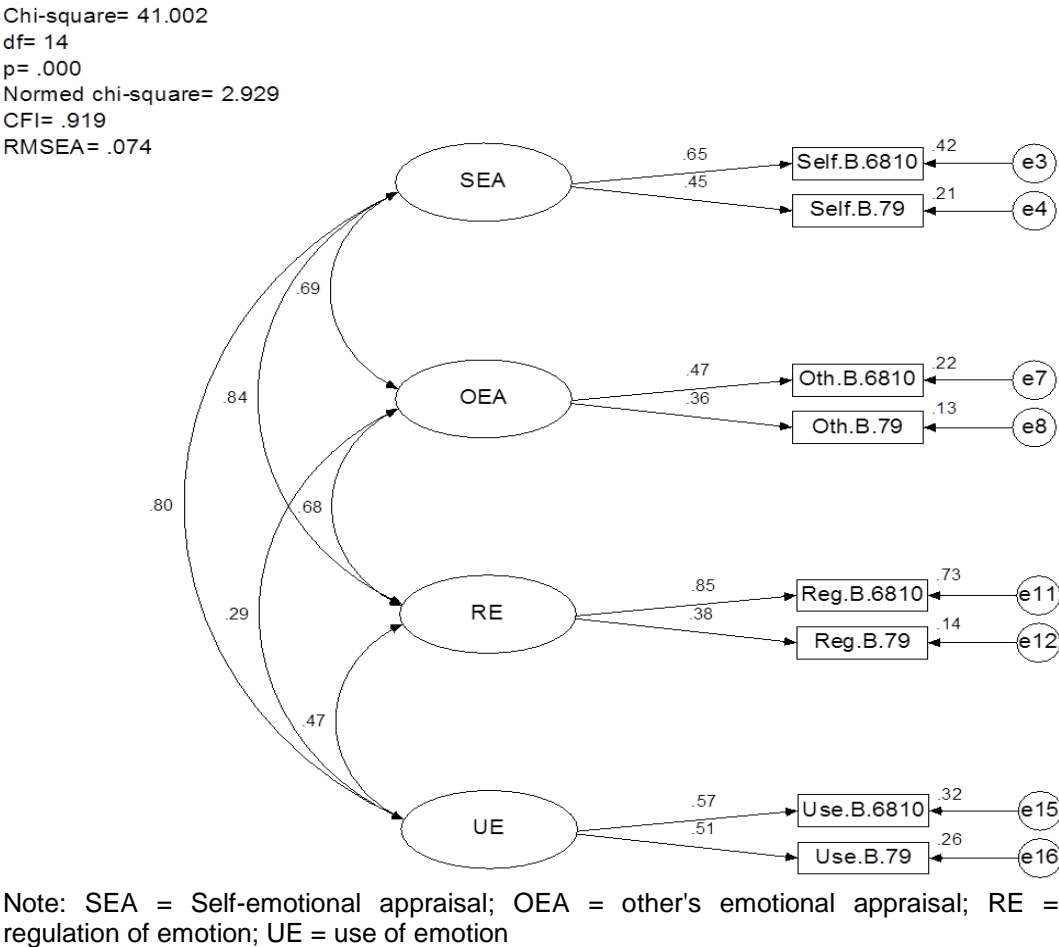 Chi-square= 41.002
df= 14
p= .000
Normed chi-square= 2.929
CFI= .919
RMSEA= .074
SEA
.65
.45
Self.B.6810
.42
e3
Self.B.79
.21
e4
.69
OEA
.47
.36
Oth.B.6810
.22
e7
Oth.B.79
.13
e8
.84
.80
.68
RE
.85
.38
Reg.B.6810
.73
e11
Reg.B.79
.14
e12
.29
.47
UE
.57
.51
Use.B.6810
.32
e15
Use.B.79
.26
e16
Note: SEA = Self-emotional appraisal; OEA = other's emotional appraisal; RE =
regulation of emotion; UE = use of emotion